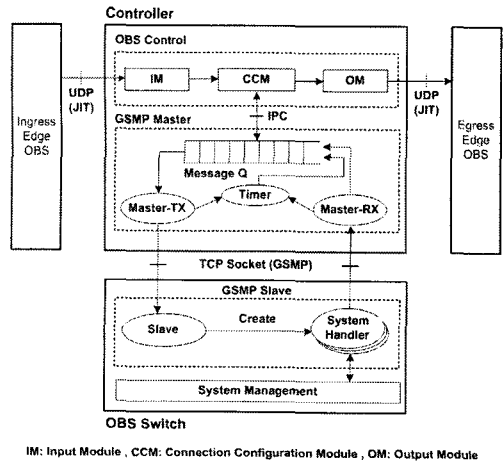 Controller
OBS Control
IM
CCM
OM
UDP
(JIT)
UDP
(JIT)
Ingress
Edge
OBS
Egress
Edge
OBS
IPC
GSMP Master
Message Q
Timer
Master-TX
Master-RX
TCP Socket (GSMP)
GSMP Slave
Slave
Create
System
Handler
System Management
OBS Switch
IM: Input Module , CCM: Connection Configuration Module , OM: Output Module